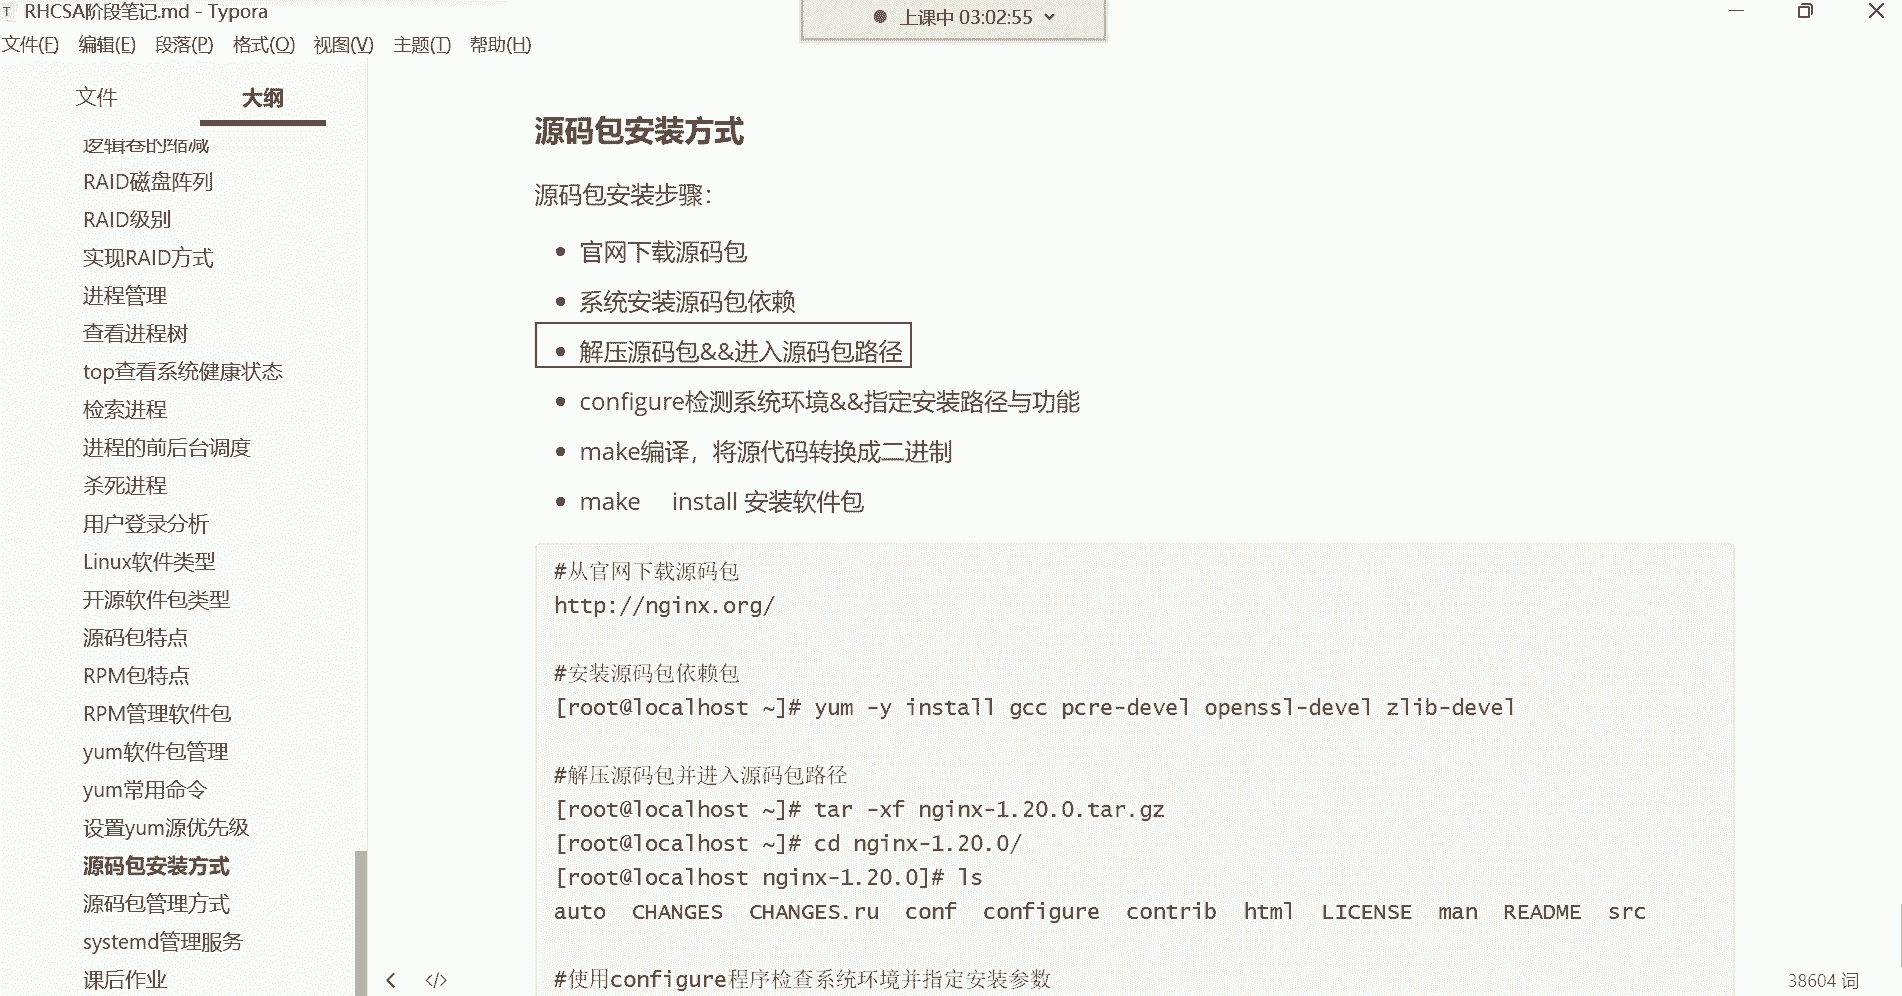 RHCSA阶段笔记.md - Typora
上课中 03:02:55
文件(F) 编辑(E) 段落(P) 格式(O) 视图(V) 主题(T) 帮助(H)
文件 大纲
逻辑卷的缩减
RAID磁盘阵列
RAID级别
实现RAID方式
进程管理
查看进程树
top查看系统健康状态
检索进程
进程的前后台调度
杀死进程
用户登录分析
Linux软件类型
开源软件包类型
源码包特点
RPM包特点
RPM管理软件包
yum软件包管理
yum常用命令
设置yum源优先级
源码包安装方式
源码包管理方式
systemd管理服务
课后作业
源码包安装方式
源码包安装步骤：
官网下载源码包
系统安装源码包依赖
解压源码包&&进入源码包路径
configure检测系统环境&&指定安装路径与功能
make编译，将源代码转换成二进制
make install 安装软件包
#从官网下载源码包
http://nginx.org/
#安装源码包依赖包
[root@localhost ~]# yum -y install gcc pcre-devel openssl-devel zlib-devel
#解压源码包并进入源码包路径
[root@localhost ~]# tar -xf nginx-1.20.0.tar.gz
[root@localhost ~]# cd nginx-1.20.0/
[root@localhost nginx-1.20.0]# ls
auto CHANGES CHANGES.ru conf configure contrib html LICENSE man README src
#使用configure程序检查系统环境并指定安装参数
38604 词